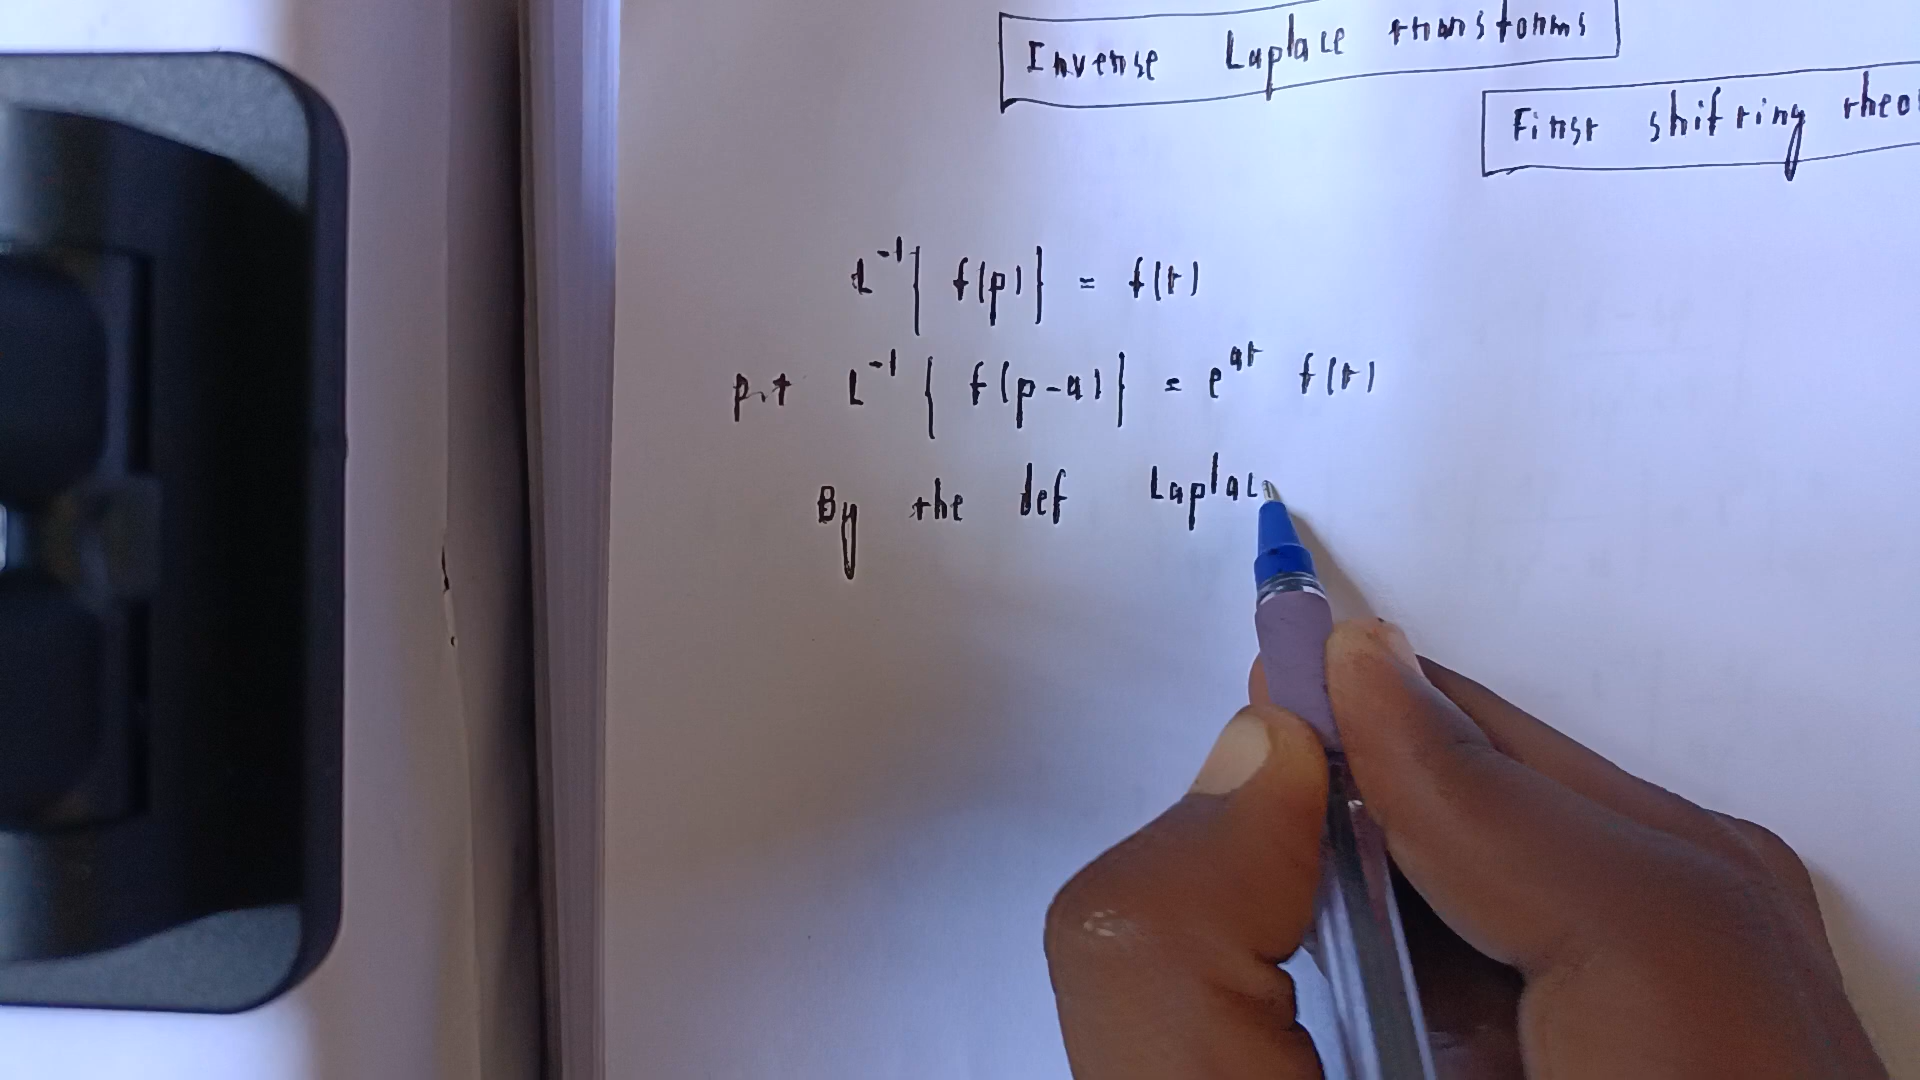 Inverse Laplace transforms
First shifting theo
L⁻¹{ f(p)} = f(t)
p.t L⁻¹ { f(p-a)} = e^at f(t)
By the def Laplac